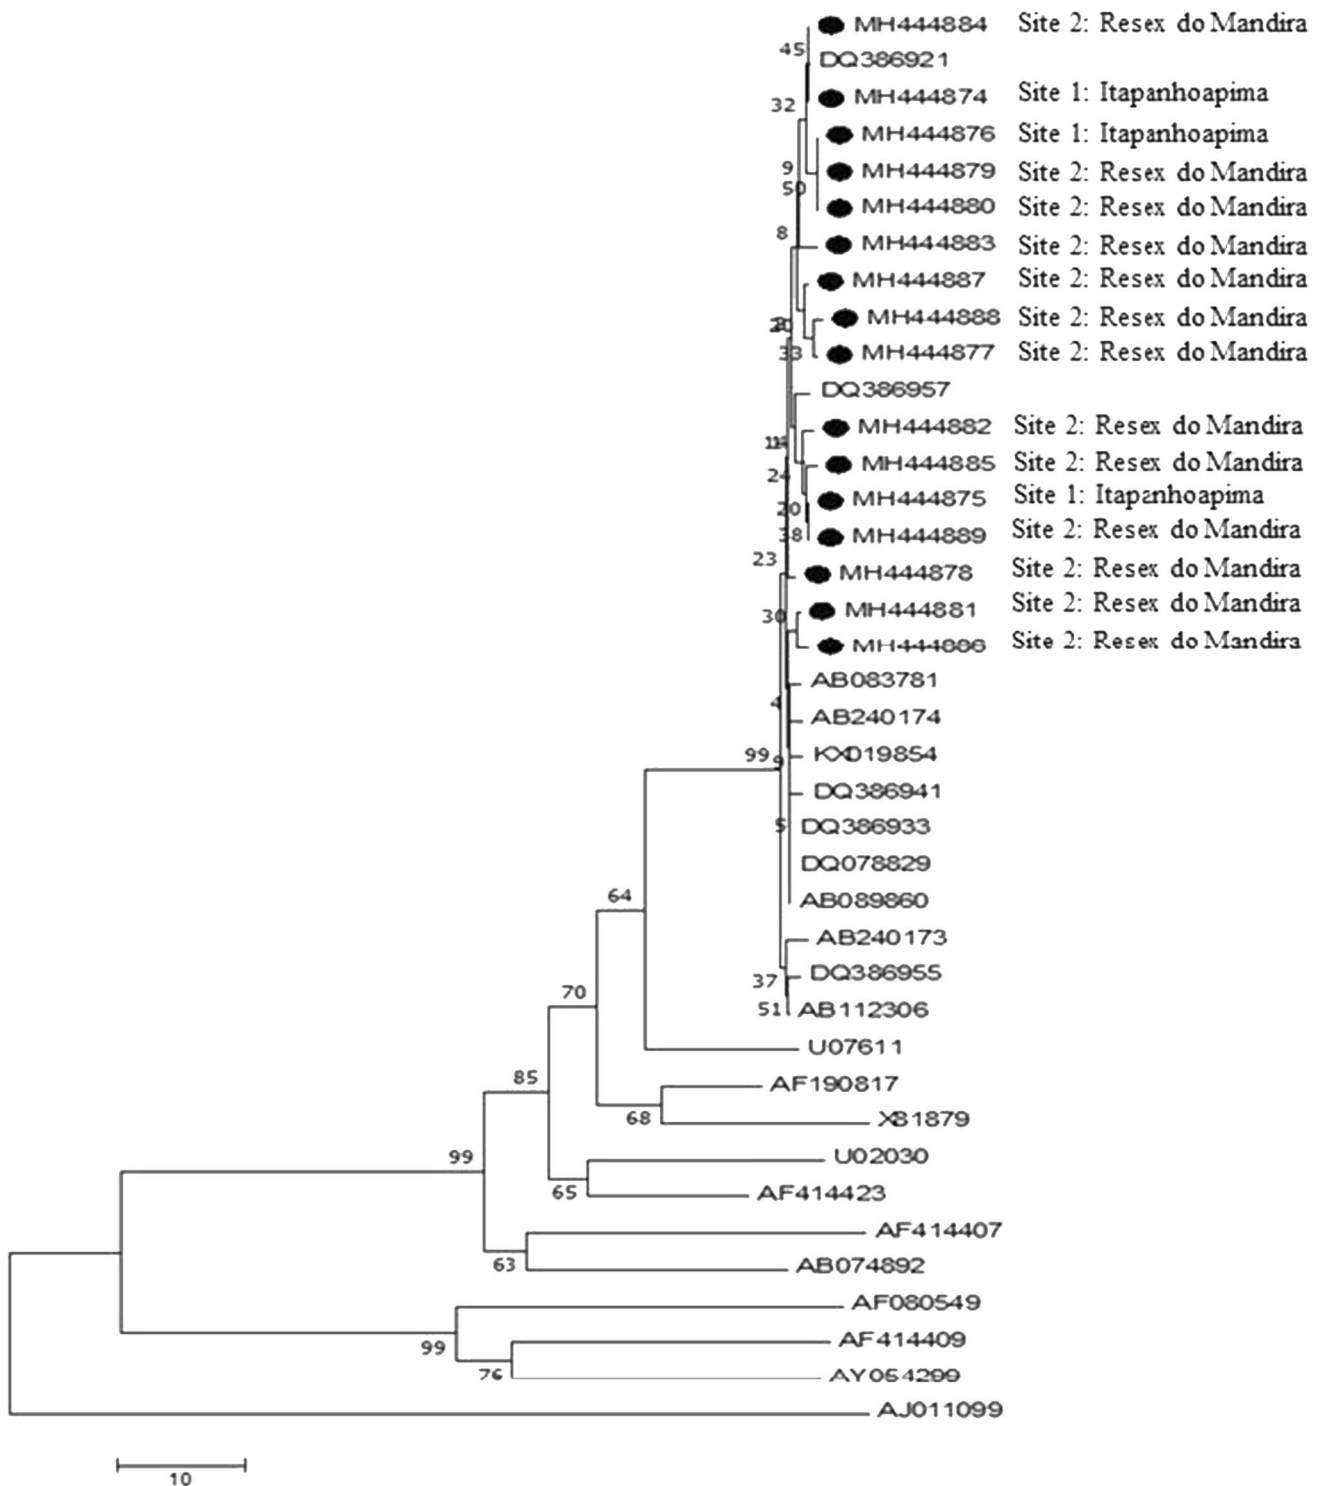 MH444884 Site 2: Resex do Mandira
45
DQ386921
MH444874 Site 1: Itapanhoapima
32
MH444876 Site 1: Itapanhoapima
9
MH444879 Site 2: Resex do Mandira
50
MH444880 Site 2: Resex do Mandira
8
MH444883 Site 2: Resex do Mandira
MH444887 Site 2: Resex do Mandira
MH444888 Site 2: Resex do Mandira
33
MH444877 Site 2: Resex do Mandira
DQ386957
MH444882 Site 2: Resex do Mandira
MH444885 Site 2: Resex do Mandira
24
MH444875 Site 1: Itapanhoapima
20
MH444889 Site 2: Resex do Mandira
38
23
MH444878 Site 2: Resex do Mandira
MH444881 Site 2: Resex do Mandira
30
MH444886 Site 2: Resex do Mandira
AB083781
4
AB240174
99
9
KX019854
DQ386941
5
DQ386933
DQ078829
64
AB089860
AB240173
37
DQ386955
70
51
AB112306
U07611
85
AF190817
68
X81879
99
U02030
65
AF414423
AF414407
63
AB074892
AF080549
99
AF414409
76
AY054299
AJ011099
10